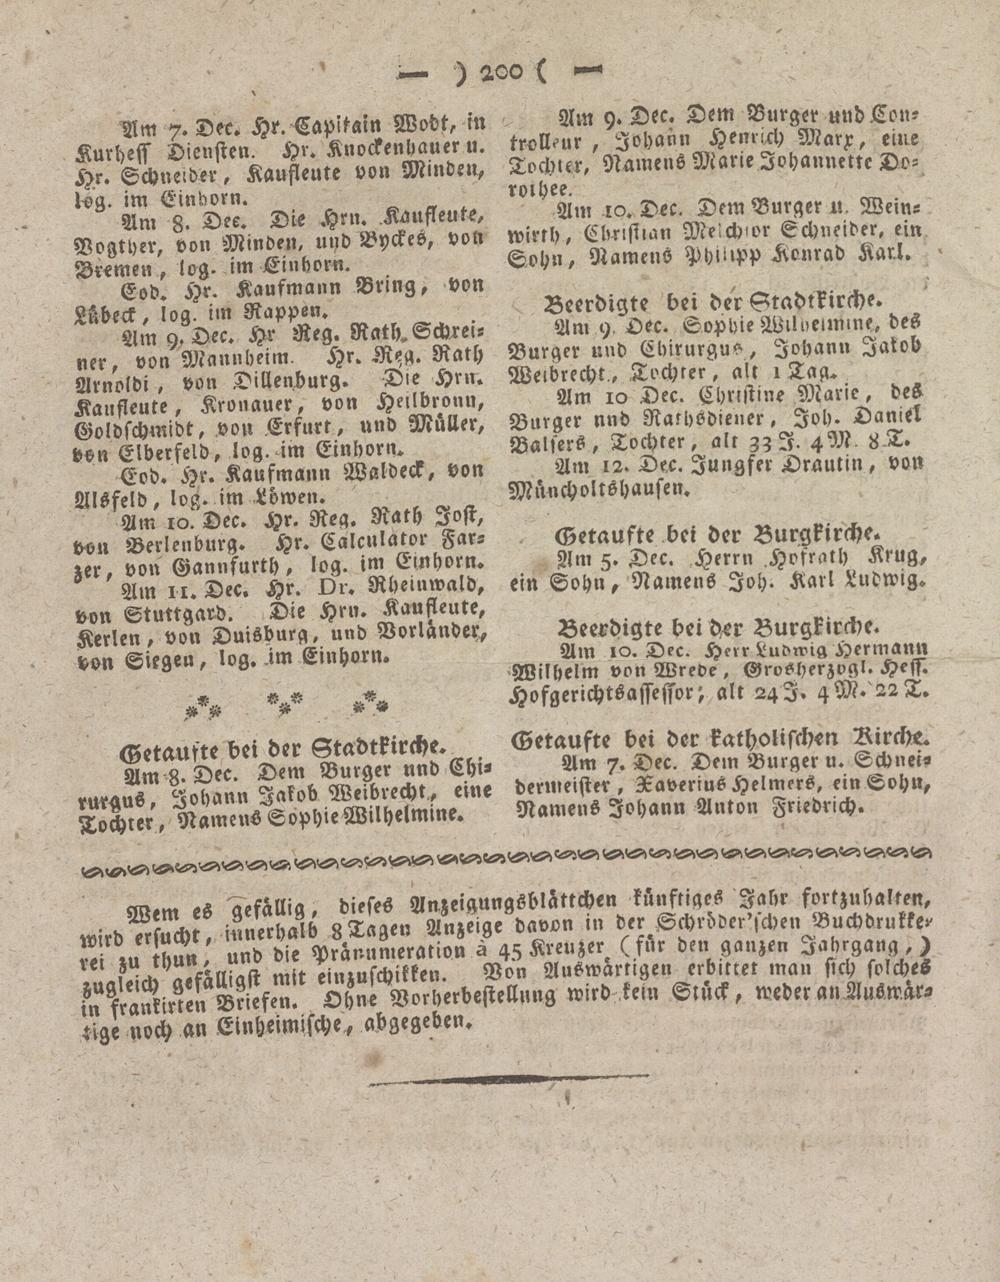 — ) 200 ( —
Am 7. Dec. Hr. Capitain Wodt, in
Kurhess Diensten. Hr. Knockenhauer u.
Hr. Schneider, Kaufleute von Minden,
log. im Einhorn.
Am 8. Dec. Die Hrn. Kaufleute,
Vogther, von Minden, und Byckes, von
Bremen, log. im Einhorn.
Eod. Hr. Kaufmann Bring, von
Lübeck, log. im Rappen.
Am 9. Dec. Hr Reg. Rath Schrei-
ner, von Mannheim. Hr. Reg. Rath
Arnoldi, von Dillenburg. Die Hrn.
Kaufleute, Kronauer, von Heilbronn,
Goldschmidt, von Erfurt, und Müller,
von Elberfeld, log. im Einhorn.
Eod. Hr. Kaufmann Waldeck, von
Alsfeld, log. im Löwen.
Am 10. Dec. Hr. Reg. Rath Jost,
von Berlenburg. Hr. Calculator Far-
zer, von Gannfurth, log. im Einhorn.
Am 11. Dec. Hr. Dr. Rheinwald,
von Stuttgard. Die Hrn. Kaufleute,
Kerlen, von Duisburg, und Vorländer,
von Siegen, log. im Einhorn.
Getaufte bei der Stadtkirche.
Am 8. Dec. Dem Burger und Chi-
rurgus, Johann Jakob Weibrecht, eine
Tochter, Namens Sophie Wilhelmine.
Am 9. Dec. Dem Burger und Con-
trolleur, Johann Henrich Marx, eine
Tochter, Namens Marie Johannette Do-
rothee.
Am 10. Dec. Dem Burger u. Wein-
wirth, Christian Melchior Schneider, ein
Sohn, Namens Philipp Konrad Karl.
Beerdigte bei der Stadtkirche.
Am 9. Dec. Sophie Wilhelmine, des
Burger und Chirurgus, Johann Jakob
Weibrecht, Tochter, alt 1 Tag.
Am 10 Dec. Christine Marie, des
Burger nnd Rathsdiener, Joh. Daniel
Balsers, Tochter, alt 33 J. 4 M. 8 T.
Am 12. Dec. Jungfer Drautin, von
Müncholtshausen.
Getaufte bei der Burgkirche.
Am 5. Dec. Herrn Hofrath Krug,
ein Sohn, Namens Joh. Karl Ludwig.
Beerdigte bei der Burgkirche.
Am 10. Dec. Herr Ludwig Hermann
Wilhelm von Wrede, Grosherzogl. Hess.
Hofgerichtsassessor, alt 24 J. 4 M. 22 T.
Getaufte bei der katholischen Kirche.
Am 7. Dec. Dem Burger u. Schnei-
dermeister, Xaverius Helmers, ein Sohn,
Namens Johann Anton Friedrich.
Wem es gefällig, dieses Anzeigungsblättchen künftiges Jahr fortzuhalten,
wird ersucht, innerhalb 8 Tagen Anzeige davon in der Schröder'schen Buchdrukke-
rei zu thun, und die Pränumeration à 45 Kreuzer (für den ganzen Jahrgang,)
zugleich gefälligst mit einzuschikken. Von Auswärtigen erbittet man sich solches
in frankirten Briefen. Ohne Vorherbestellung wird kein Stück, weder an Auswär-
tige noch an Einheimische, abgegeben.